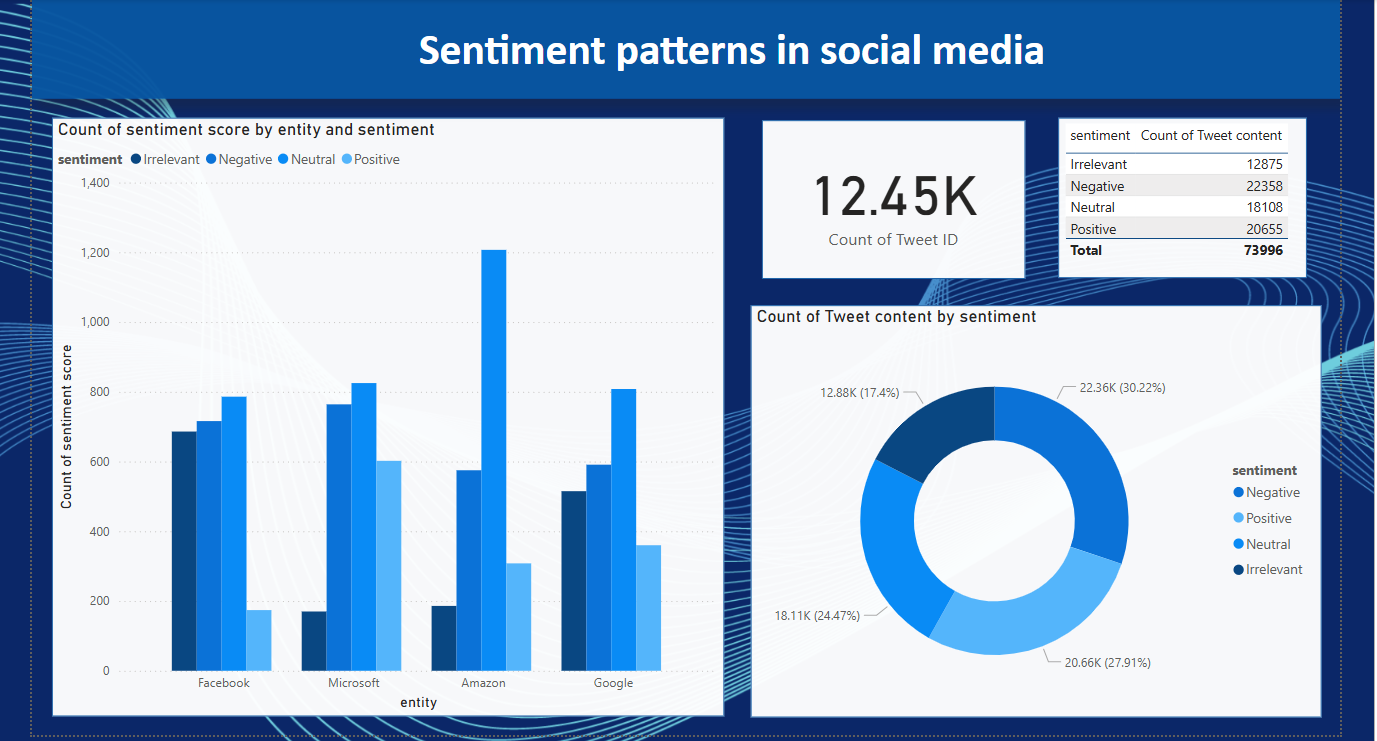 Sentiment patterns in social media
Count of sentiment score by entity and sentiment
sentiment Irrelevant Negative Neutral Positive
1,400
1,200
1,000
800
600
400
200
0
Count of sentiment score
Facebook Microsoft Amazon Google
entity
12.45K
Count of Tweet ID
sentiment Count of Tweet content
Irrelevant 12875
Negative 22358
Neutral 18108
Positive 20655
Total 73996
Count of Tweet content by sentiment
12.88K (17.4%)
22.36K (30.22%)
18.11K (24.47%)
20.66K (27.91%)
sentiment
Negative
Positive
Neutral
Irrelevant